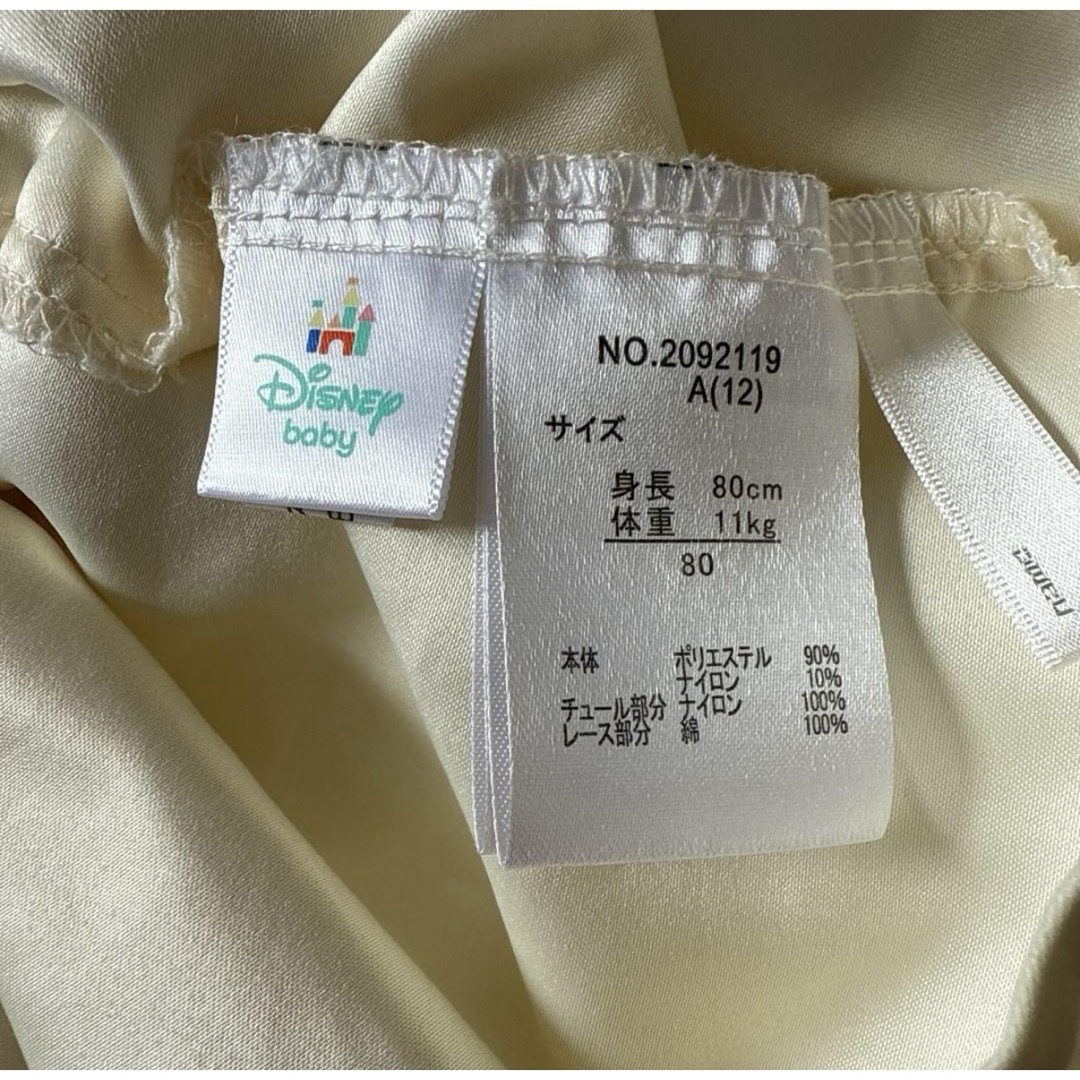 Disney
baby
NO.2092119
A(12)
サイズ
身長 80cm
体重 11kg
80
本体 ポリエステル 90%
ナイロン 10%
チュール部分 ナイロン 100%
レース部分 綿 100%
name.